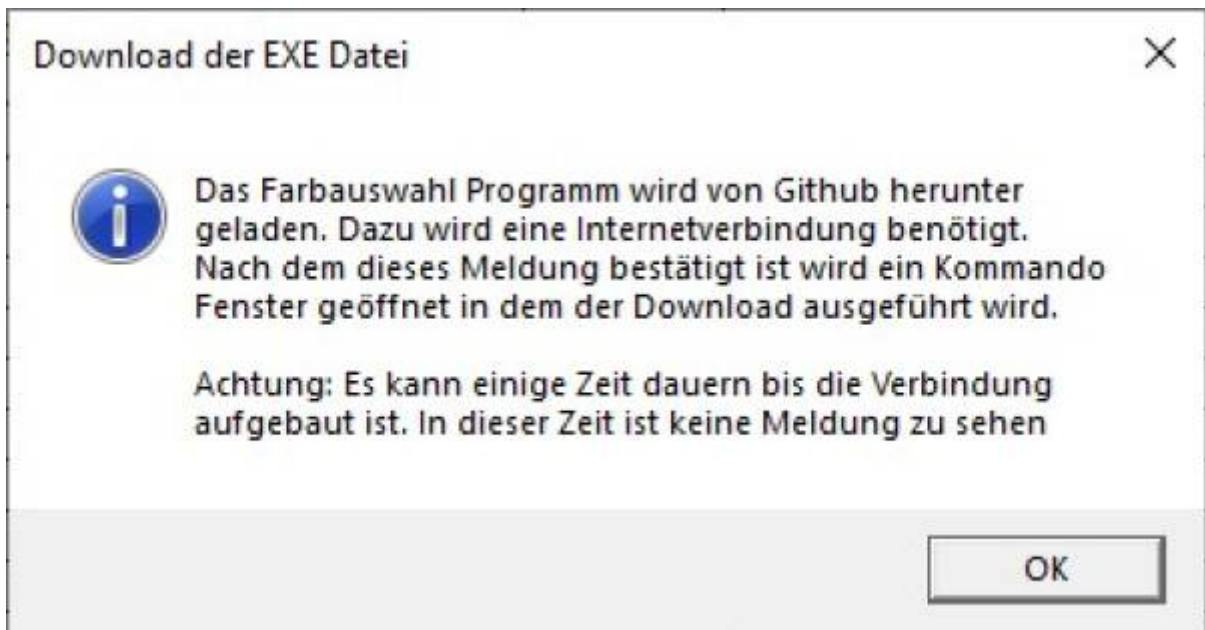 Download der EXE Datei
Das Farbauswahl Programm wird von Github herunter
geladen. Dazu wird eine Internetverbindung benötigt.
Nach dem dieses Meldung bestätigt ist wird ein Kommando
Fenster geöffnet in dem der Download ausgeführt wird.
Achtung: Es kann einige Zeit dauern bis die Verbindung
aufgebaut ist. In dieser Zeit ist keine Meldung zu sehen
OK